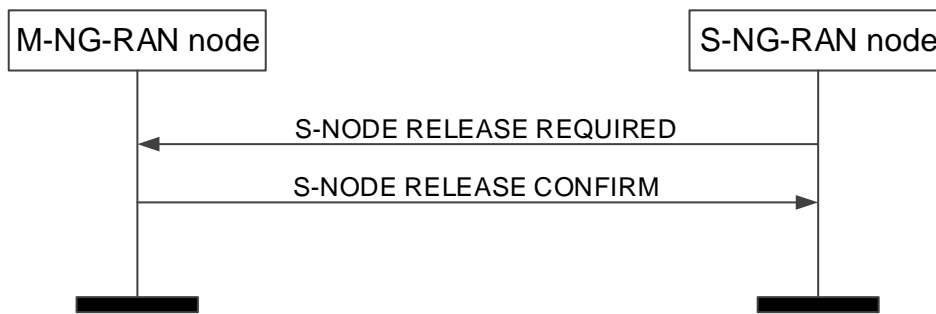 M-NG-RAN node
S-NG-RAN node
S-NODE RELEASE REQUIRED
S-NODE RELEASE CONFIRM